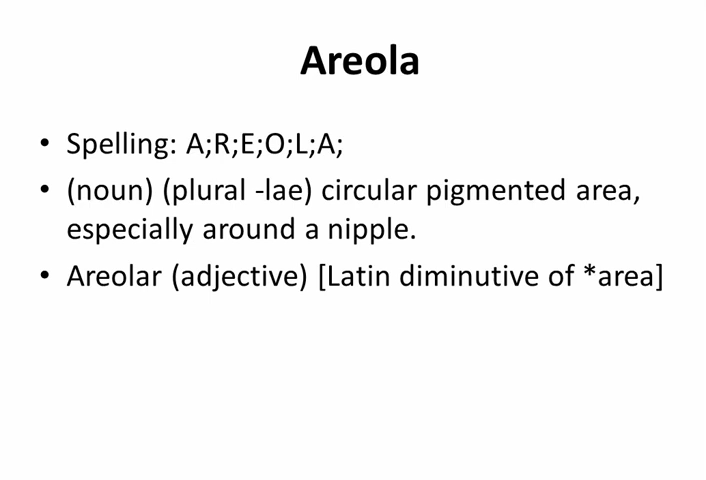 Areola
• Spelling: A;R;E;O;L;A;
• (noun) (plural -lae) circular pigmented area,
especially around a nipple.
• Areolar (adjective) [Latin diminutive of *area]